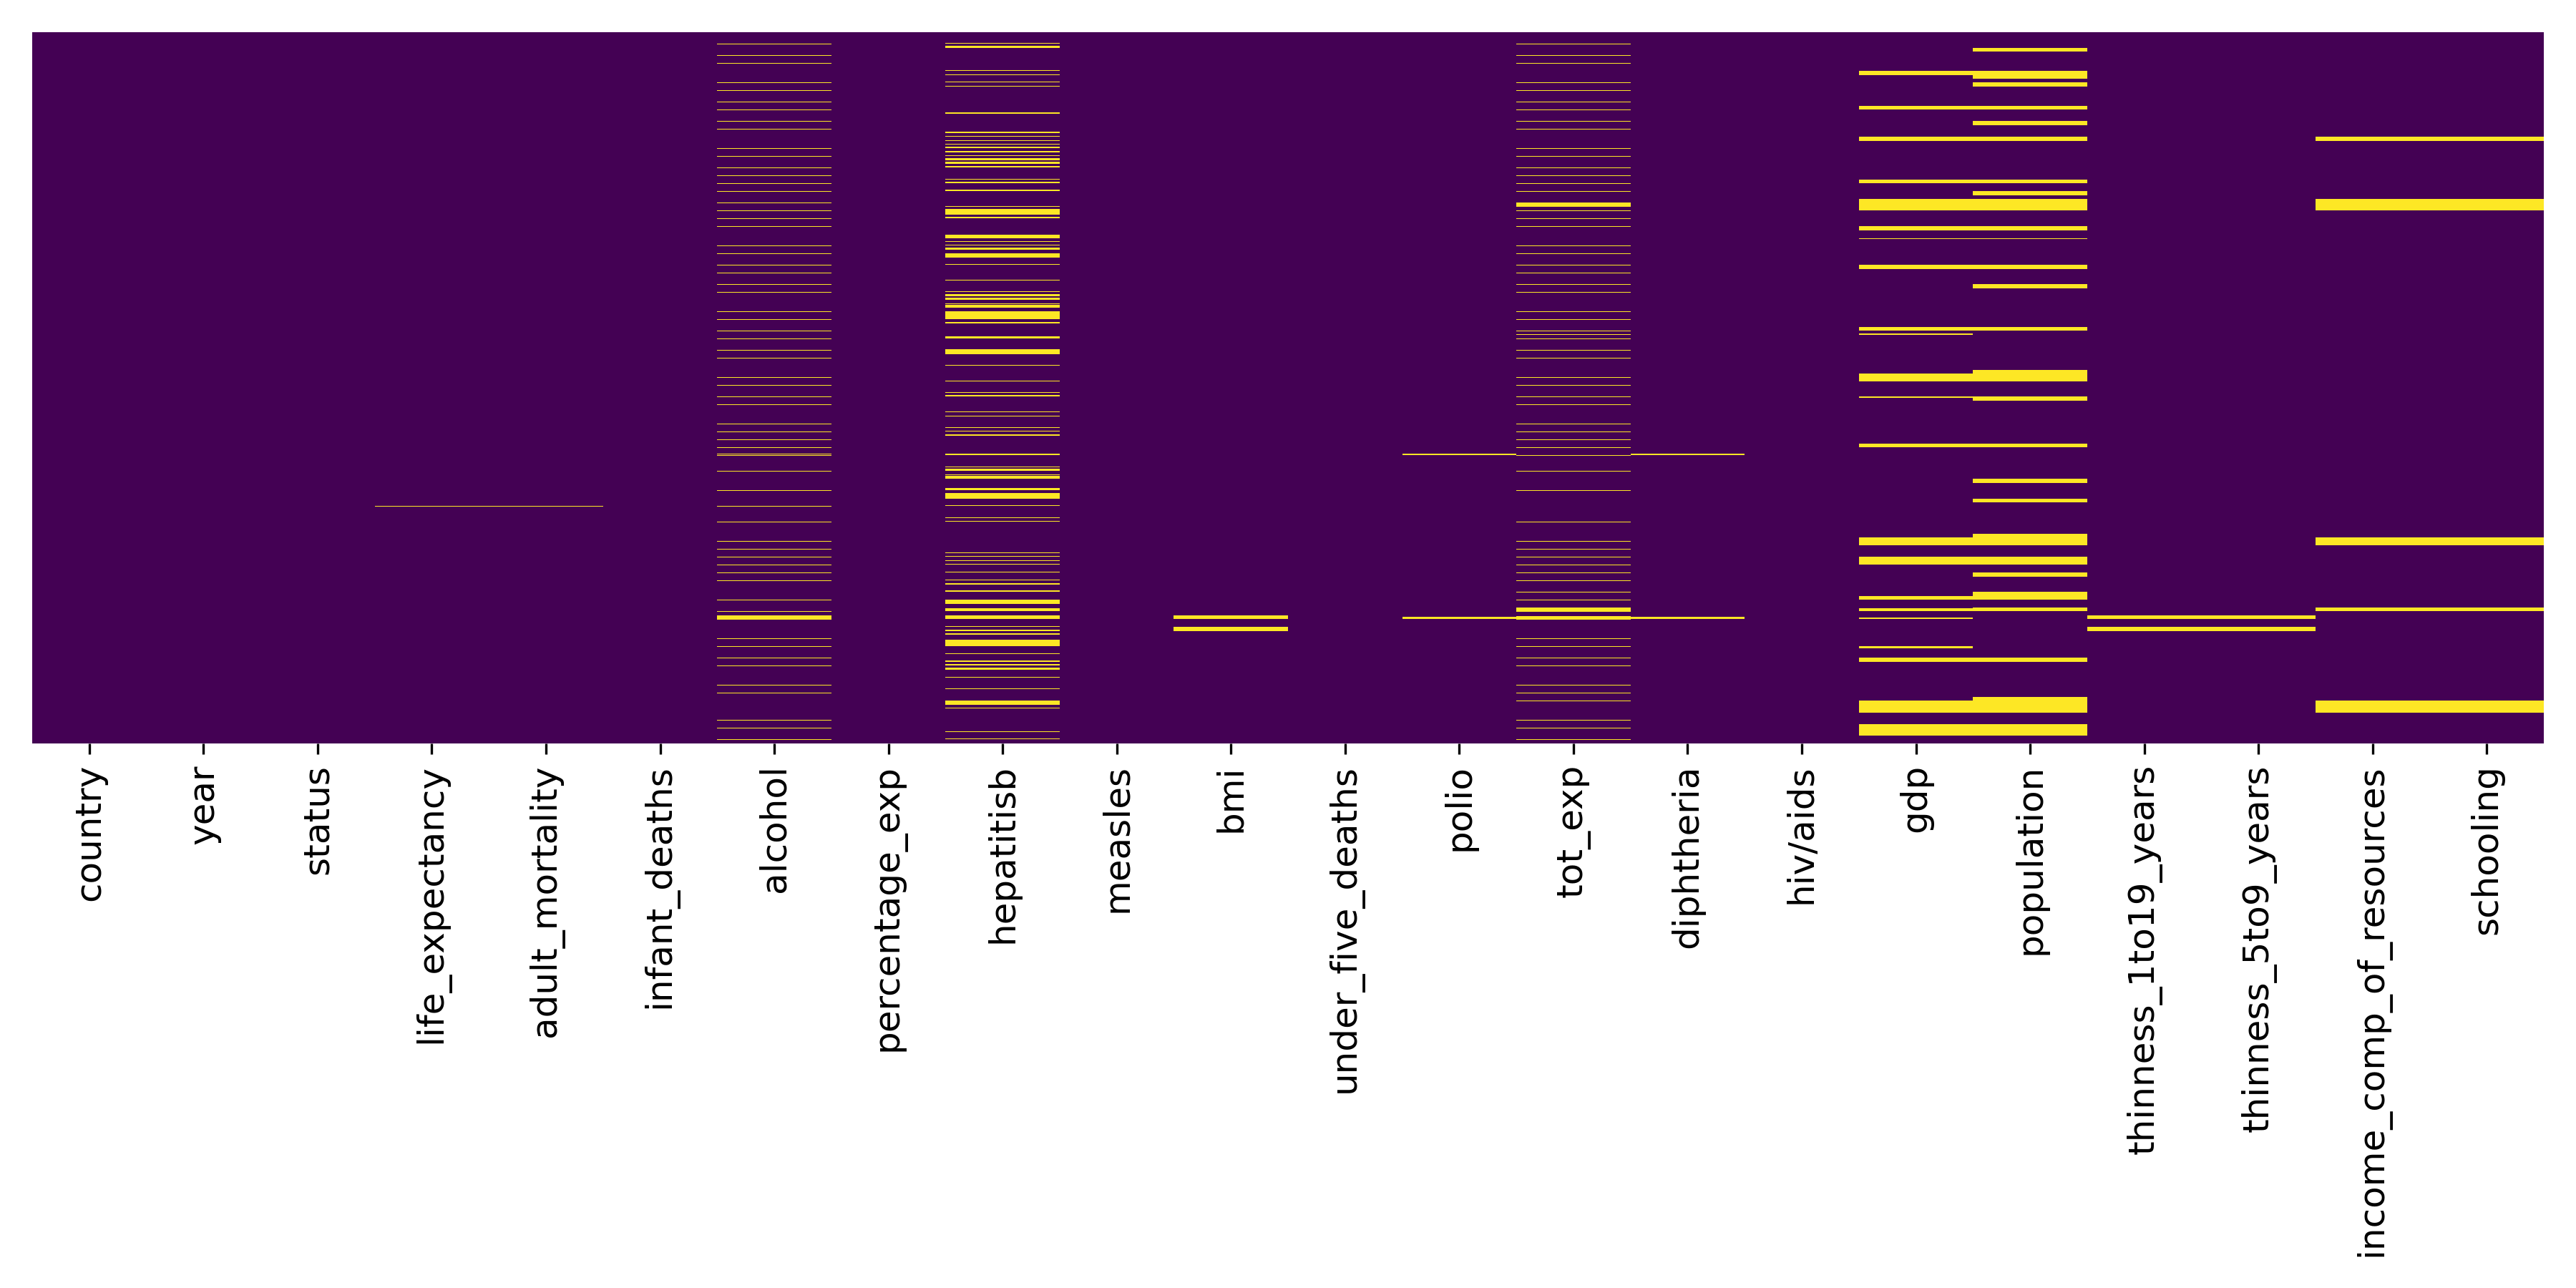 country
year
status
life_expectancy
adult_mortality
infant_deaths
alcohol
percentage_exp
hepatitisb
measles
bmi
under_five_deaths
polio
tot_exp
diphtheria
hiv/aids
gdp
population
thinness_1to19_years
thinness_5to9_years
income_comp_of_resources
schooling